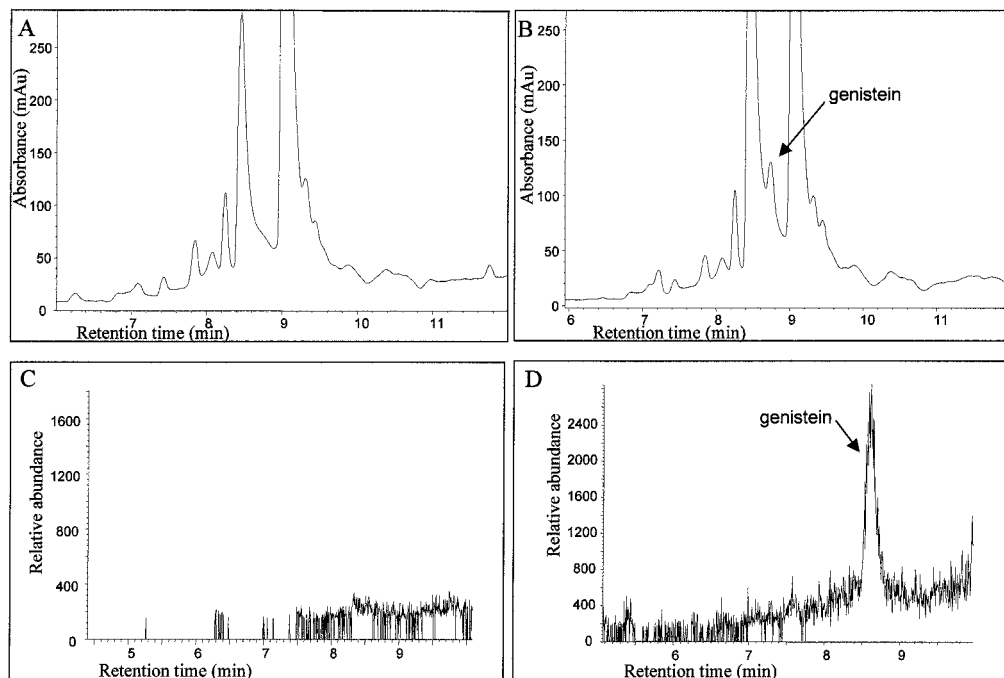 A
250
200
150
100
50
0
Absorbance (mAu)
7 8 9 10 11
Retention time (min)
B
250
200
150
100
50
0
Absorbance (mAu)
genistein
6 7 8 9 10 11
Retention time (min)
C
1600
1200
800
400
0
Relative abundance
5 6 7 8 9
Retention time (min)
D
2400
2000
1600
1200
800
400
0
Relative abundance
genistein
6 7 8 9
Retention time (min)